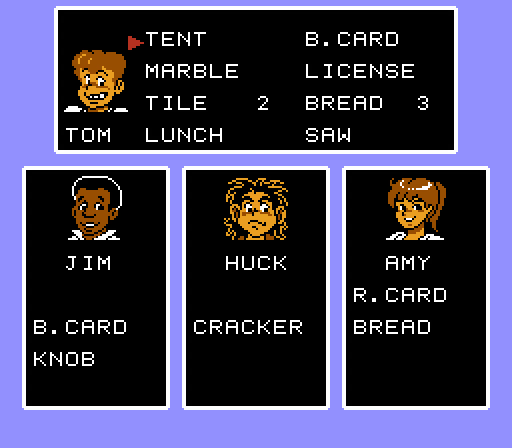 TENT B.CARD
MARBLE LICENSE
TILE 2 BREAD 3
TOM LUNCH SAW
JIM HUCK AMY
R.CARD
B.CARD CRACKER BREAD
KNOB